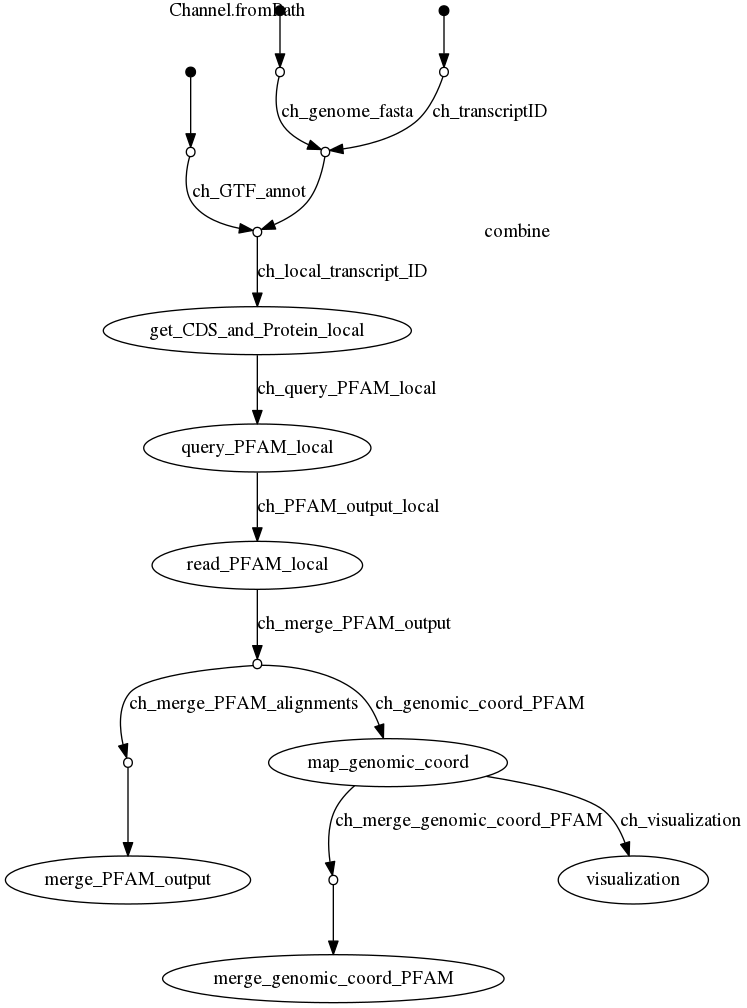 Channel.fromPath
ch_genome_fasta
ch_transcriptID
ch_GTF_annot
combine
ch_local_transcript_ID
get_CDS_and_Protein_local
ch_query_PFAM_local
query_PFAM_local
ch_PFAM_output_local
read_PFAM_local
ch_merge_PFAM_output
ch_merge_PFAM_alignments
ch_genomic_coord_PFAM
map_genomic_coord
ch_merge_genomic_coord_PFAM
ch_visualization
merge_PFAM_output
visualization
merge_genomic_coord_PFAM